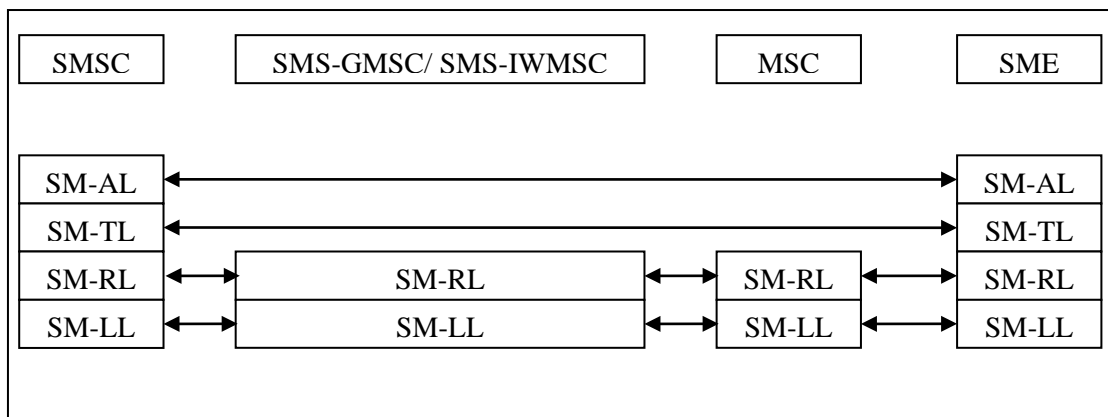 SMSC SMS-GMSC/ SMS-IWMSC MSC SME
SM-AL SM-AL
SM-TL SM-TL
SM-RL SM-RL SM-RL SM-RL
SM-LL SM-LL SM-LL SM-LL